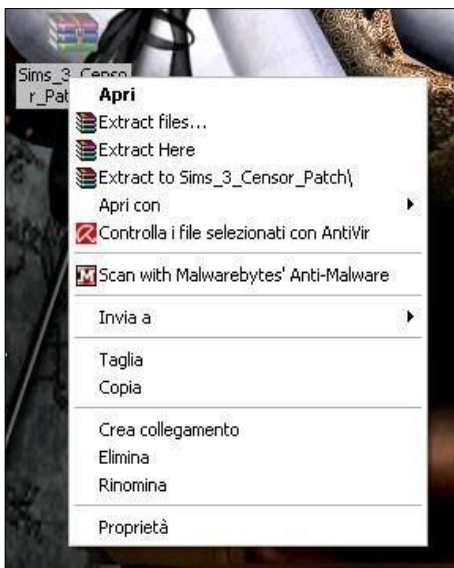 Sims_3_Censo
r_Pat
Apri
Extract files...
Extract Here
Extract to Sims_3_Censor_Patch\
Apri con
Controlla i file selezionati con AntiVir
Scan with Malwarebytes' Anti-Malware
Invia a
Taglia
Copia
Crea collegamento
Elimina
Rinomina
Proprietà